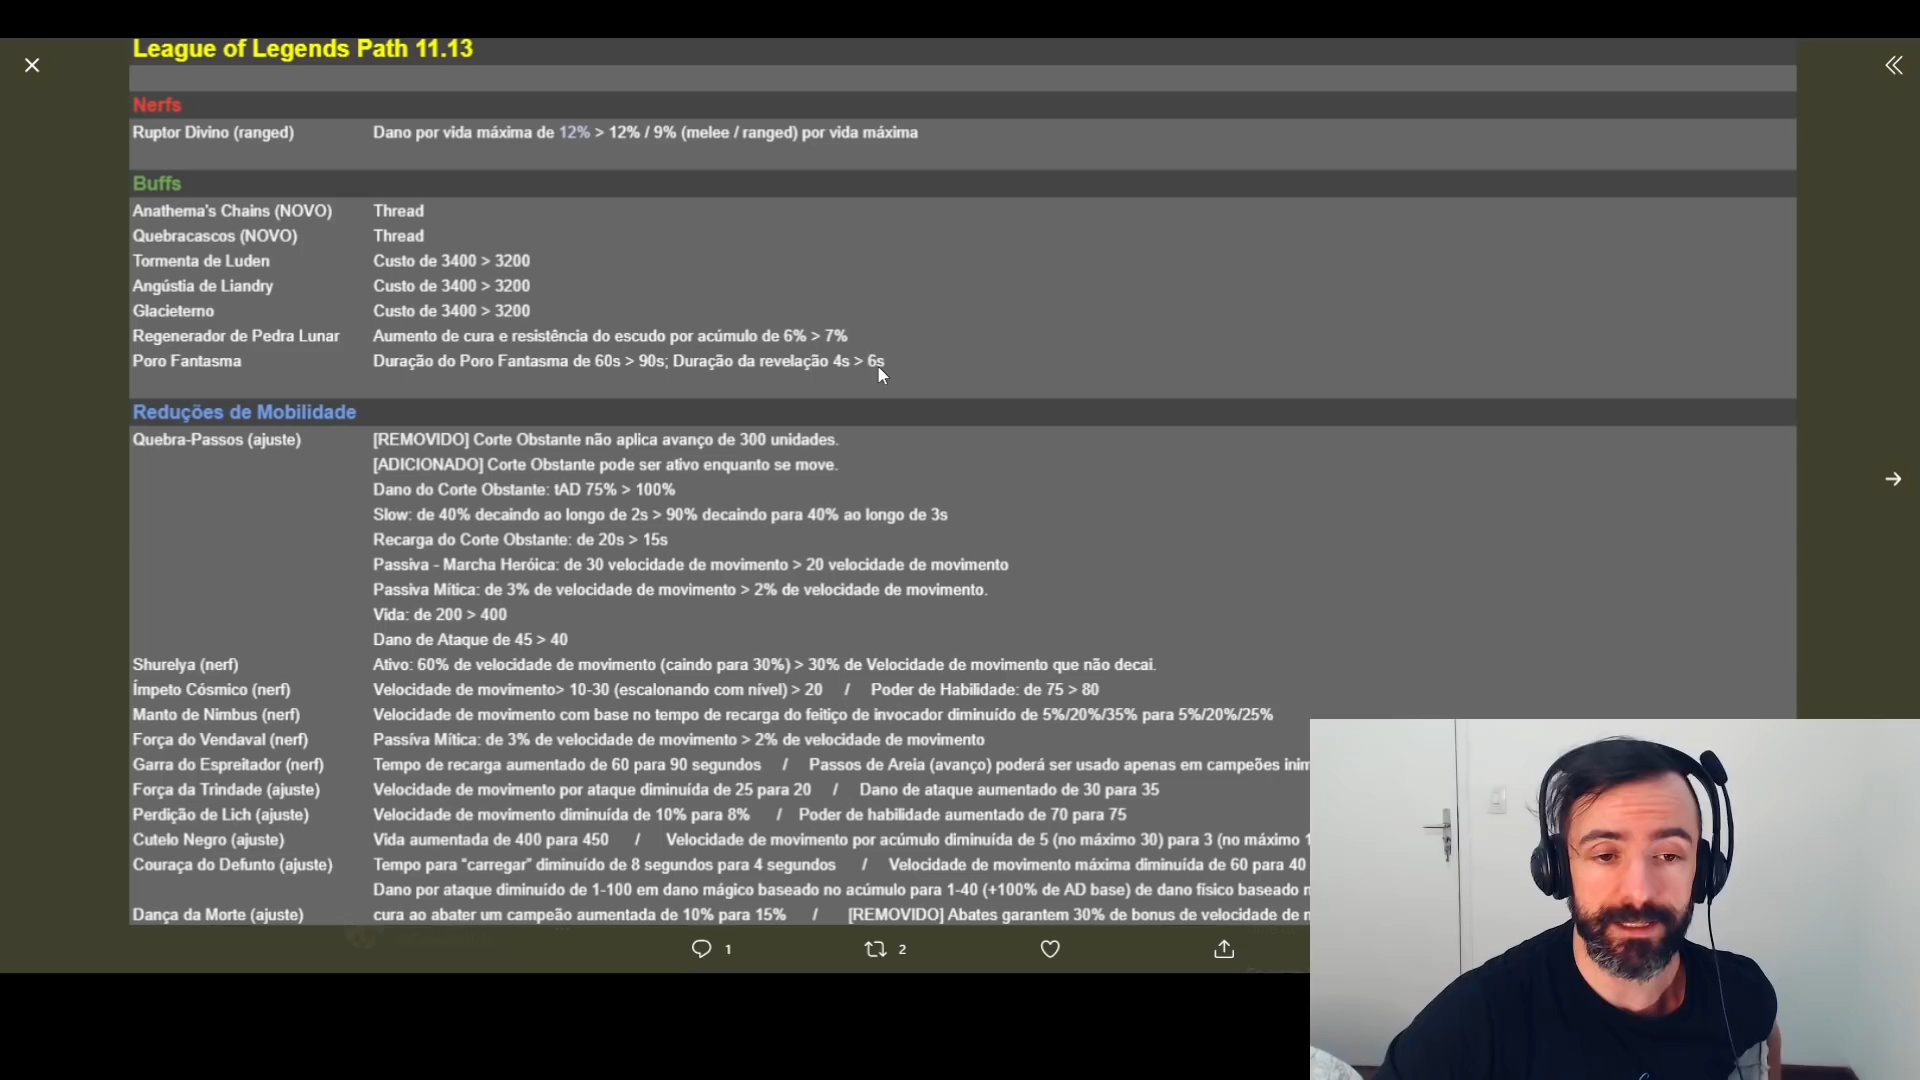 League of Legends Path 11.13
Nerfs
Ruptor Divino (ranged) Dano por vida máxima de 12% > 12% / 9% (melee / ranged) por vida máxima
Buffs
Anathema's Chains (NOVO) Thread
Quebracascos (NOVO) Thread
Tormenta de Luden Custo de 3400 > 3200
Angústia de Liandry Custo de 3400 > 3200
Glacieterno Custo de 3400 > 3200
Regenerador de Pedra Lunar Aumento de cura e resistência do escudo por acúmulo de 6% > 7%
Poro Fantasma Duração do Poro Fantasma de 60s > 90s; Duração da revelação 4s > 6s
Reduções de Mobilidade
Quebra-Passos (ajuste) [REMOVIDO] Corte Obstante não aplica avanço de 300 unidades.
[ADICIONADO] Corte Obstante pode ser ativo enquanto se move.
Dano do Corte Obstante: tAD 75% > 100%
Slow: de 40% decaindo ao longo de 2s > 90% decaindo para 40% ao longo de 3s
Recarga do Corte Obstante: de 20s > 15s
Passiva - Marcha Heróica: de 30 velocidade de movimento > 20 velocidade de movimento
Passiva Mítica: de 3% de velocidade de movimento > 2% de velocidade de movimento.
Vida: de 200 > 400
Dano de Ataque de 45 > 40
Shurelya (nerf) Ativo: 60% de velocidade de movimento (caindo para 30%) > 30% de Velocidade de movimento que não decai.
Ímpeto Cósmico (nerf) Velocidade de movimento> 10-30 (escalonando com nível) > 20 / Poder de Habilidade: de 75 > 80
Manto de Nimbus (nerf) Velocidade de movimento com base no tempo de recarga do feitiço de invocador diminuído de 5%/20%/35% para 5%/20%/25%
Força do Vendaval (nerf) Passíva Mítica: de 3% de velocidade de movimento > 2% de velocidade de movimento
Garra do Espreitador (nerf) Tempo de recarga aumentado de 60 para 90 segundos / Passos de Areia (avanço) poderá ser usado apenas em campeões
Força da Trindade (ajuste) Velocidade de movimento por ataque diminuída de 25 para 20 / Dano de ataque aumentado de 30 para 35
Perdição de Lich (ajuste) Velocidade de movimento diminuída de 10% para 8% / Poder de habilidade aumentado de 70 para 75
Cutelo Negro (ajuste) Vida aumentada de 400 para 450 / Velocidade de movimento por acúmulo diminuída de 5 (no máximo 30) para 3 (no máximo
Couraça do Defunto (ajuste) Tempo para “carregar” diminuído de 8 segundos para 4 segundos / Velocidade de movimento máxima diminuída de 60 para 40
Dano por ataque diminuído de 1-100 em dano mágico baseado no acúmulo para 1-40 (+100% de AD base) de dano físico baseado
Dança da Morte (ajuste) cura ao abater um campeão aumentada de 10% para 15% / [REMOVIDO] Abates garantem 30% de bonus de velocidade de
1 2